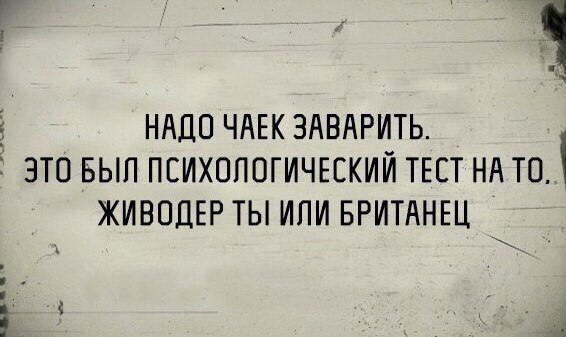 НАДО ЧАЕК ЗАВАРИТЬ.
ЭТО БЫЛ ПСИХОЛОГИЧЕСКИЙ ТЕСТ НА ТО,
ЖИВОДЕР ТЫ ИЛИ БРИТАНЕЦ